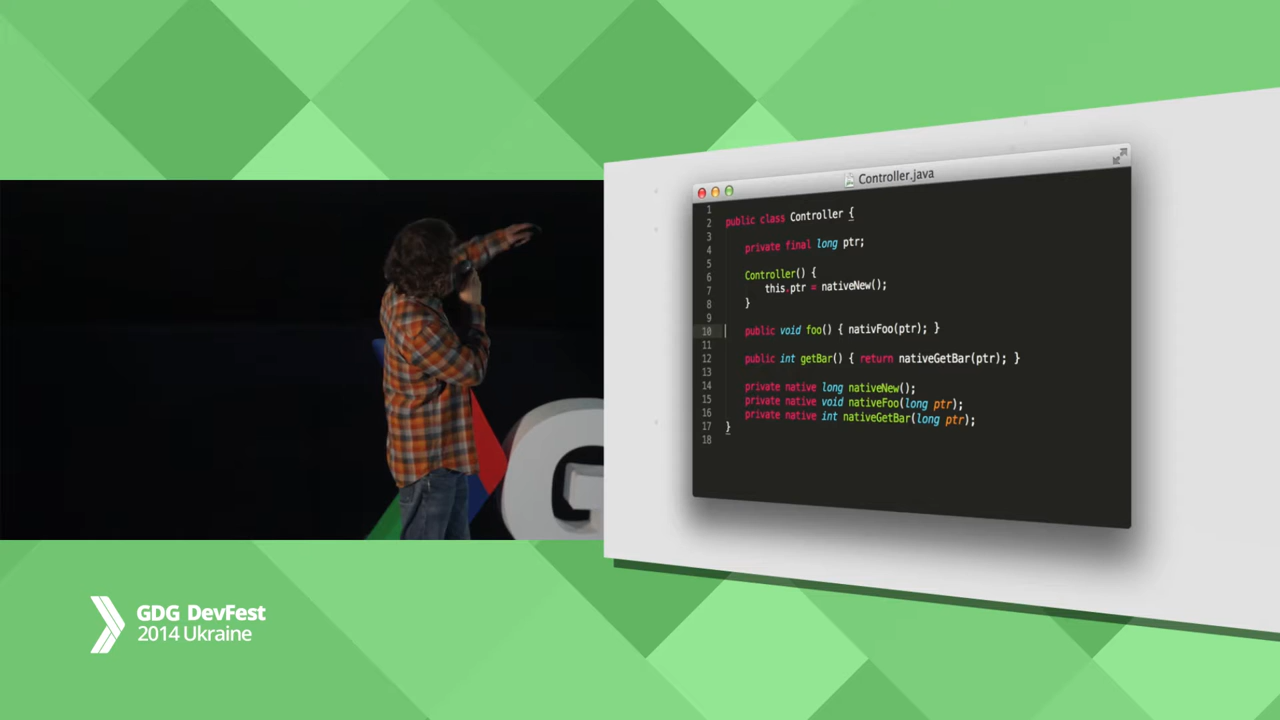 Controller.java
1
2 public class Controller {
3
4 private final long ptr;
5
6 Controller() {
7 this.ptr = nativeNew();
8 }
9
10 public void foo() { nativFoo(ptr); }
11
12 public int getBar() { return nativeGetBar(ptr); }
13
14 private native long nativeNew();
15 private native void nativeFoo(long ptr);
16 private native int nativeGetBar(long ptr);
17 }
18
G
GDG DevFest
2014 Ukraine